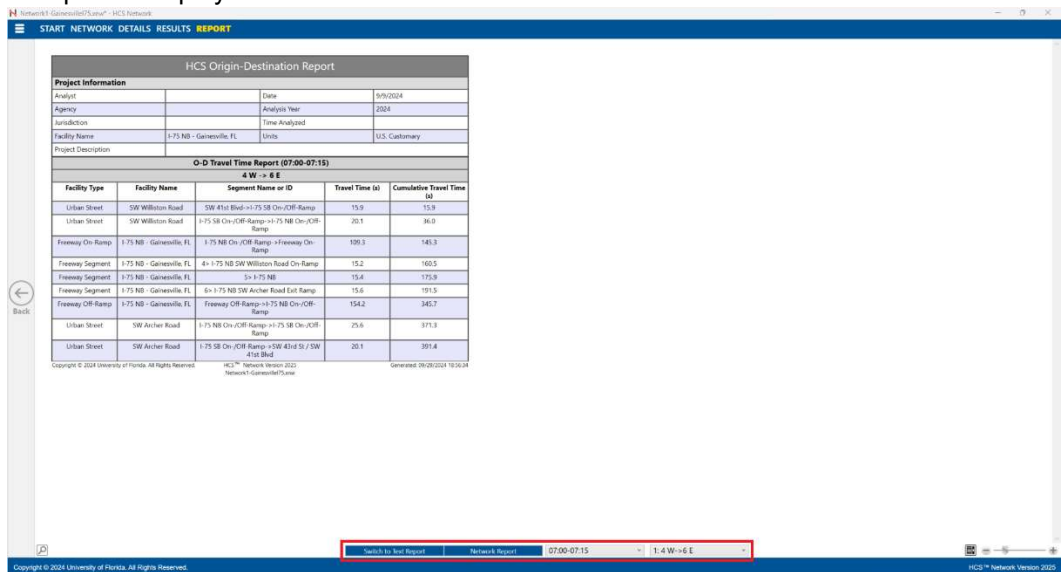 Network1-GainesvilleI75.xnw* - HCS Network
START NETWORK DETAILS RESULTS REPORT
HCS Origin-Destination Report
Project Information
Analyst Date 9/9/2024
Agency Analysis Year 2024
Jurisdiction Time Analyzed
Facility Name I-75 NB - Gainesville, FL Units U.S. Customary
Project Description
O-D Travel Time Report (07:00-07:15)
4 W -> 6 E
Facility Type Facility Name Segment Name or ID Travel Time (s) Cumulative Travel Time
(s)
Urban Street SW Williston Road SW 41st Blvd->I-75 SB On-/Off-Ramp 15.9 15.9
Urban Street SW Williston Road I-75 SB On-/Off-Ramp->I-75 NB On-/Off- 20.1 36.0
Ramp
Freeway On-Ramp I-75 NB - Gainesville, FL I-75 NB On-/Off-Ramp->Freeway On- 109.3 145.3
Ramp
Freeway Segment I-75 NB - Gainesville, FL 4> I-75 NB SW Williston Road On-Ramp 15.2 160.5
Freeway Segment I-75 NB - Gainesville, FL 5> I-75 NB 15.4 175.9
Freeway Segment I-75 NB - Gainesville, FL 6> I-75 NB SW Archer Road Exit Ramp 15.6 191.5
Freeway Off-Ramp I-75 NB - Gainesville, FL Freeway Off-Ramp->I-75 NB On-/Off- 154.2 345.7
Ramp
Back
Urban Street SW Archer Road I-75 NB On-/Off-Ramp->I-75 SB On-/Off- 25.6 371.3
Ramp
Urban Street SW Archer Road I-75 SB On-/Off-Ramp->SW 43rd St / SW 20.1 391.4
41st Blvd
Copyright © 2024 University of Florida. All Rights Reserved. HCS™ Network Version 2025 Generated: 09/29/2024 18:56:34
Network1-GainesvilleI75.xnw
Switch to Text Report Network Report 07:00-07:15 1: 4 W->6 E
Copyright © 2024 University of Florida. All Rights Reserved. HCS™ Network Version 2025